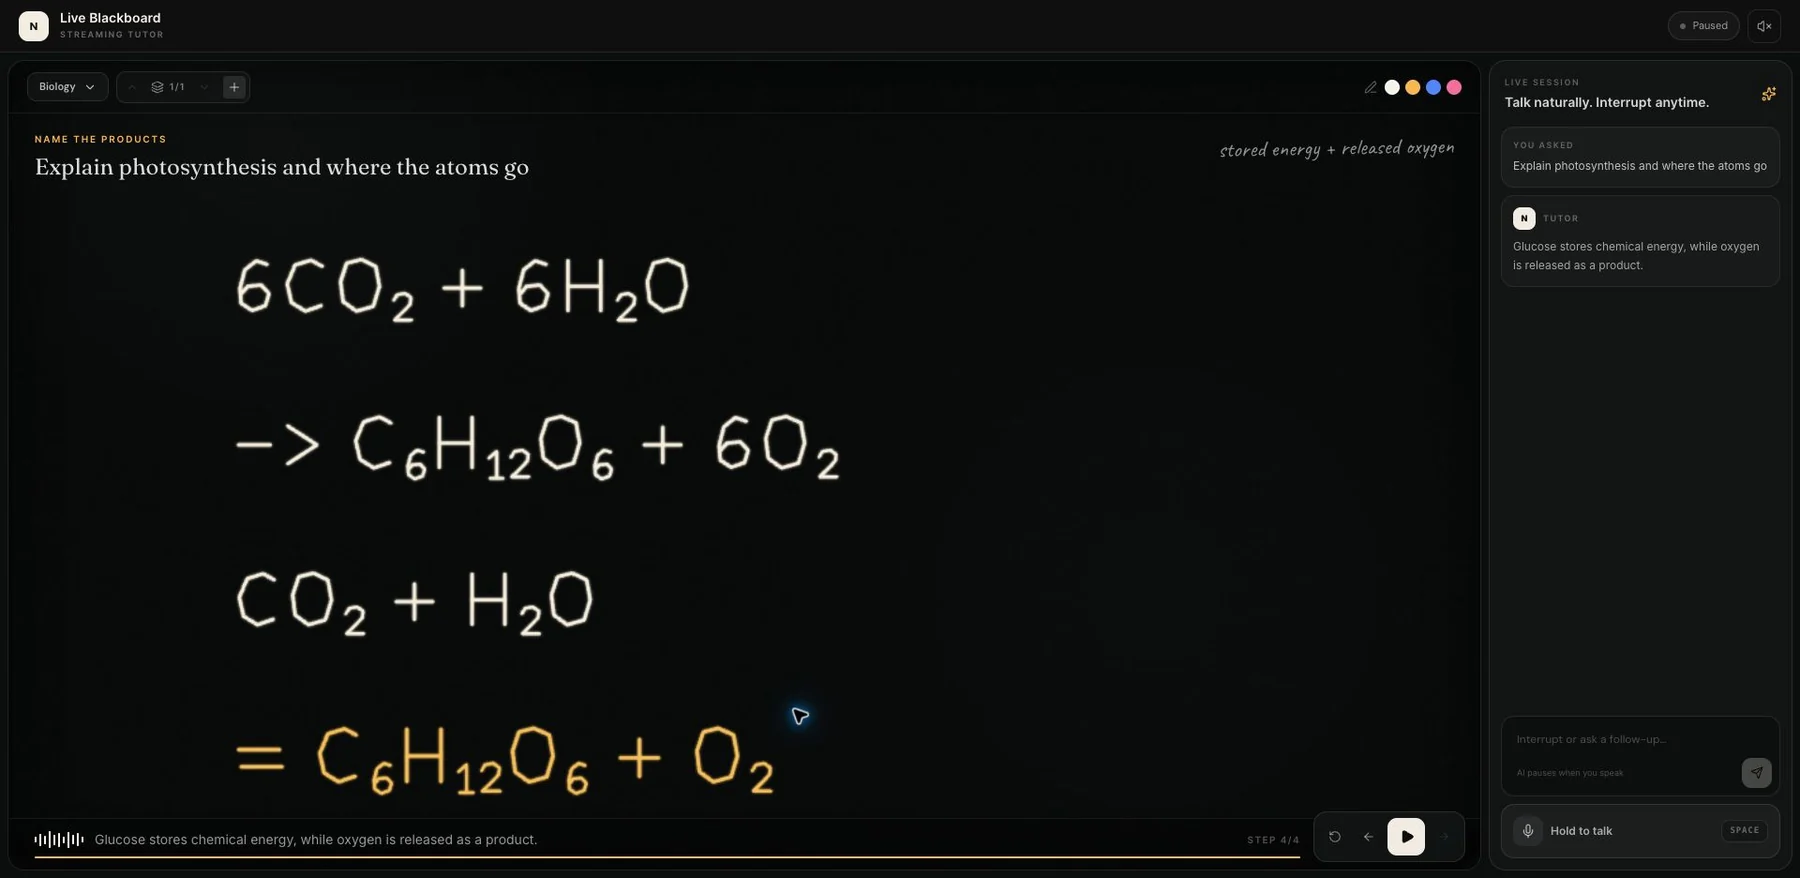 N
Live Blackboard
STREAMING TUTOR
Paused
Biology
1/1
NAME THE PRODUCTS
Explain photosynthesis and where the atoms go
stored energy + released oxygen
6CO₂ + 6H₂O
-> C₆H₁₂O₆ + 6O₂
CO₂ + H₂O
= C₆H₁₂O₆ + O₂
Glucose stores chemical energy, while oxygen is released as a product.
STEP 4/4
LIVE SESSION
Talk naturally. Interrupt anytime.
YOU ASKED
Explain photosynthesis and where the atoms go
N TUTOR
Glucose stores chemical energy, while oxygen
is released as a product.
Interrupt or ask a follow-up...
AI pauses when you speak
Hold to talk
SPACE